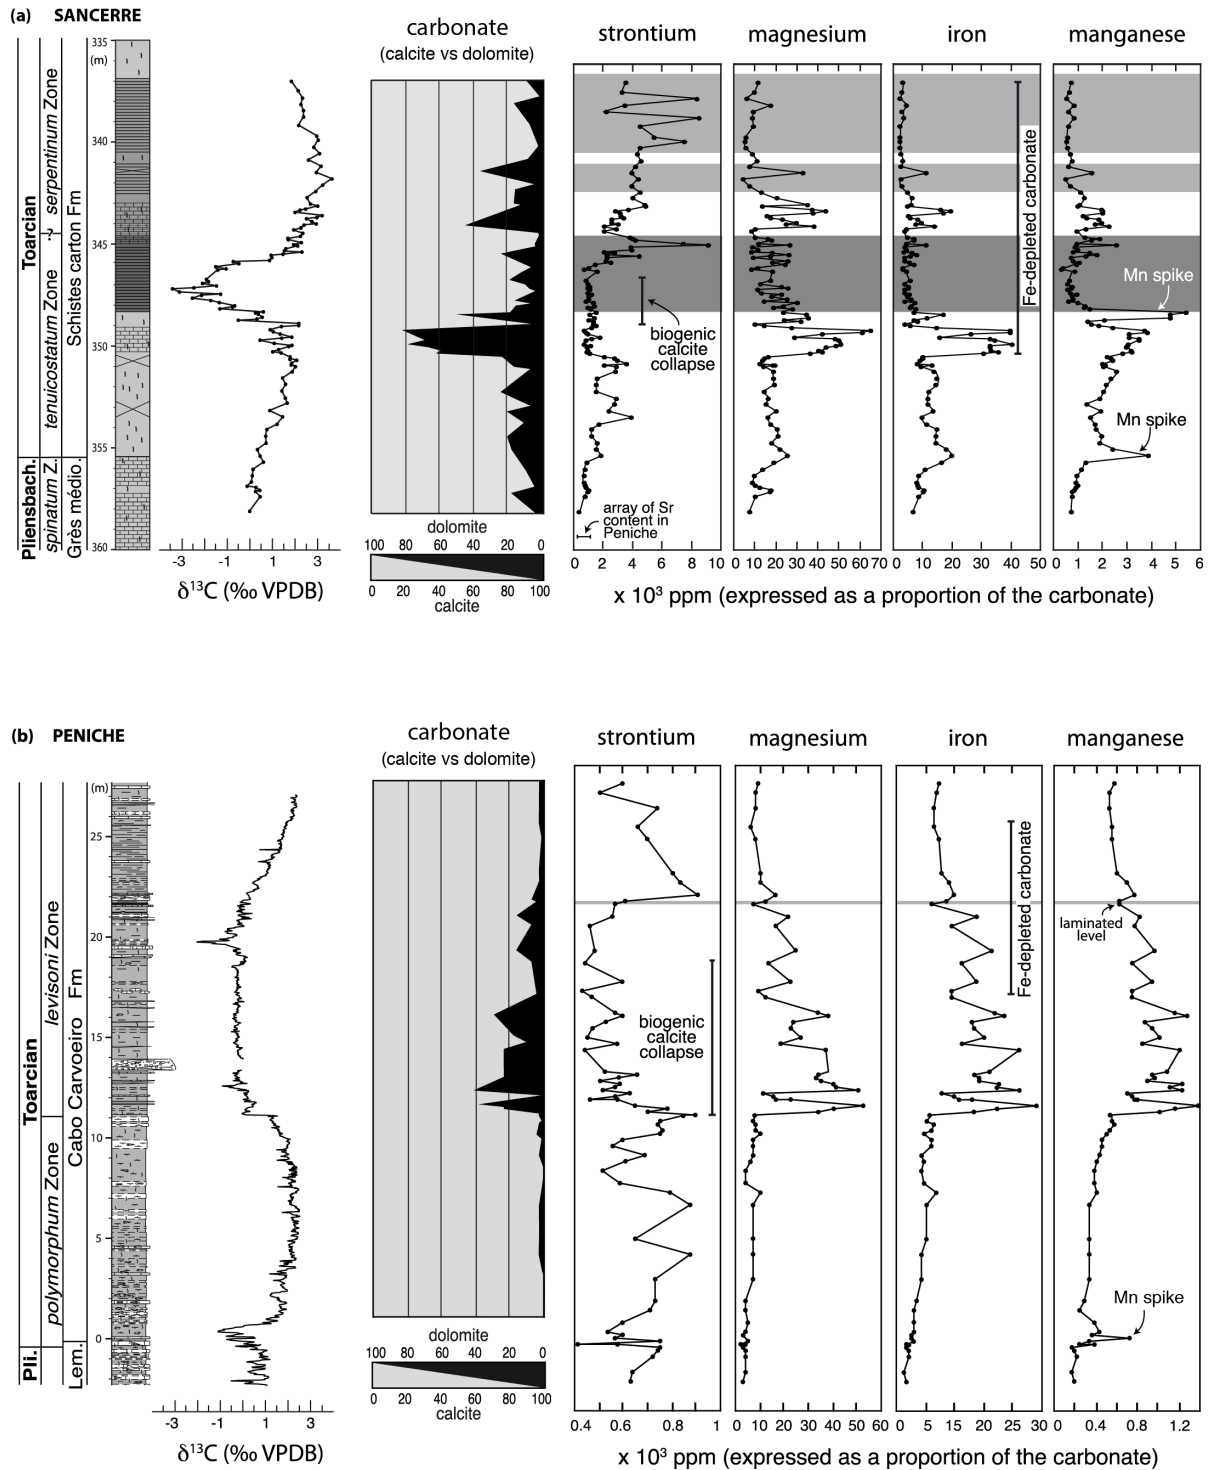 (a) SANCERRE
carbonate
(calcite vs dolomite)
strontium
magnesium
iron
manganese
Toarcian
Pliensbach.
serpentinum Zone
?
tenuicostatum Zone
spinatum Z.
Schistes carton Fm
Grès médio.
335
(m)
340
345
350
355
360
-3 -1 1 3
δ13C (‰ VPDB)
dolomite
100 80 60 40 20 0
0 20 40 60 80 100
calcite
biogenic
calcite
collapse
array of Sr
content in
Peniche
Fe-depleted carbonate
Mn spike
Mn spike
0 2 4 6 8 10
0 10 20 30 40 50 60 70
0 10 20 30 40 50
0 1 2 3 4 5 6
x 10³ ppm (expressed as a proportion of the carbonate)
(b) PENICHE
carbonate
(calcite vs dolomite)
strontium
magnesium
iron
manganese
Toarcian
Pli.
levisoni Zone
polymorphum Zone
Cabo Carvoeiro Fm
Lem.
(m)
25
20
15
10
5
0
-3 -1 1 3
δ13C (‰ VPDB)
dolomite
100 80 60 40 20 0
0 20 40 60 80 100
calcite
biogenic
calcite
collapse
Fe-depleted carbonate
laminated
level
Mn spike
0.4 0.6 0.8 1
0 10 20 30 40 50 60
0 5 10 15 20 25 30
0 0.4 0.8 1.2
x 10³ ppm (expressed as a proportion of the carbonate)